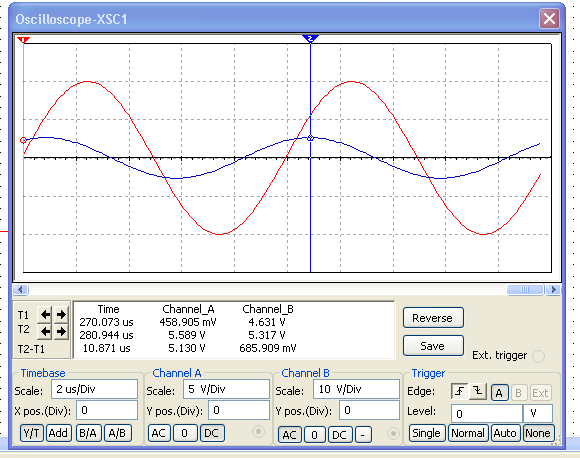 Oscilloscope-XSC1
1
2
T1
T2
T2-T1
Time Channel_A Channel_B
270.073 us 458.905 mV 4.631 V
280.944 us 5.589 V 5.317 V
10.871 us 5.130 V 685.909 mV
Reverse
Save
Ext. trigger
Timebase
Scale: 2 us/Div
X pos.(Div): 0
Y/T Add B/A A/B
Channel A
Scale: 5 V/Div
Y pos.(Div): 0
AC 0 DC
Channel B
Scale: 10 V/Div
Y pos.(Div): 0
AC 0 DC -
Trigger
Edge: A B Ext
Level: 0 V
Single Normal Auto None